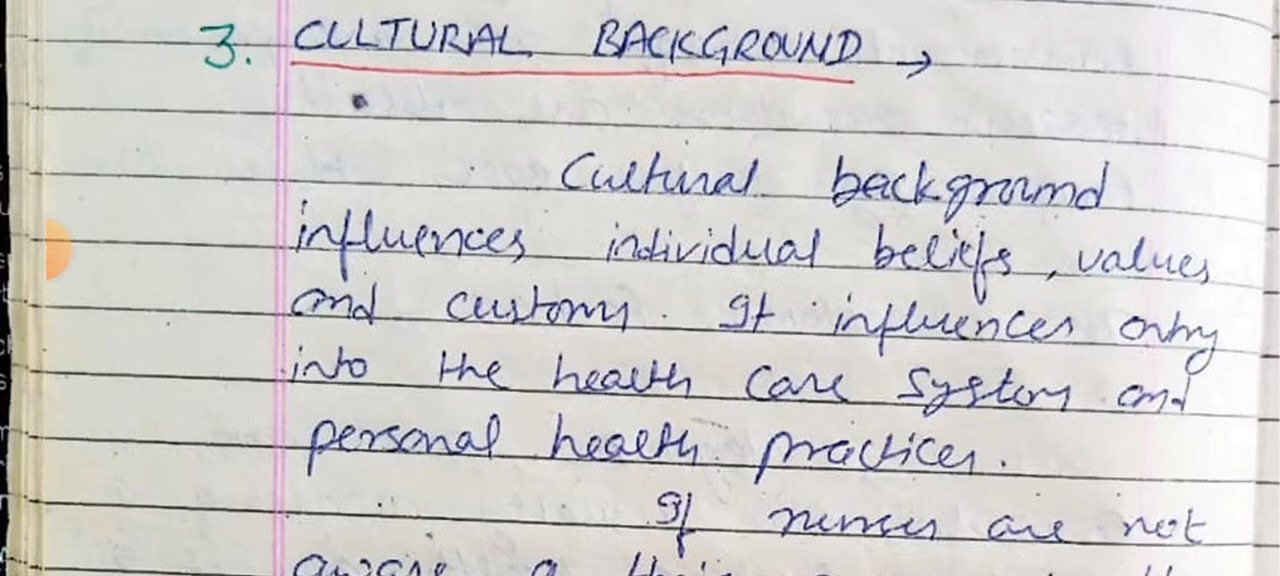 3. CULTURAL BACKGROUND →
Cultural background
influences individual beliefs, values
and customs. It influences entry
into the health care system and
personal health practices.
If nurses are not
aware